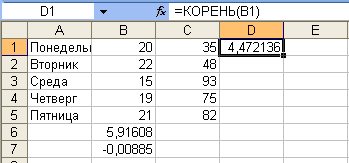 D1 fx =КОРЕНЬ(B1)
A B C D E
1 Понедельн 20 35 4,472136
2 Вторник 22 48
3 Среда 15 93
4 Четверг 19 75
5 Пятница 21 82
6 5,91608
7 -0,00885